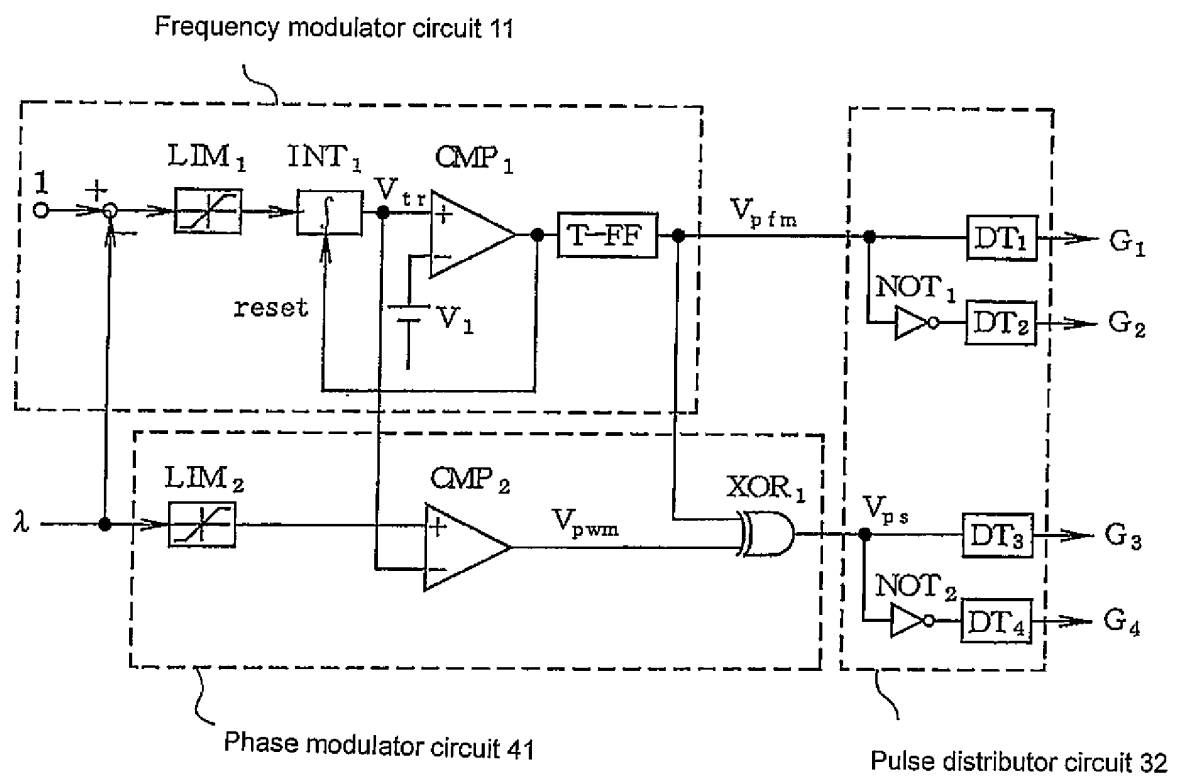 Frequency modulator circuit 11
LIM1
INT1
CMP1
1
+
−
Vtr
+
−
T-FF
Vpfm
DT1
G1
reset
V1
NOT1
DT2
G2
LIM2
CMP2
XOR1
λ
+
−
Vpwm
Vps
DT3
G3
NOT2
DT4
G4
Phase modulator circuit 41
Pulse distributor circuit 32